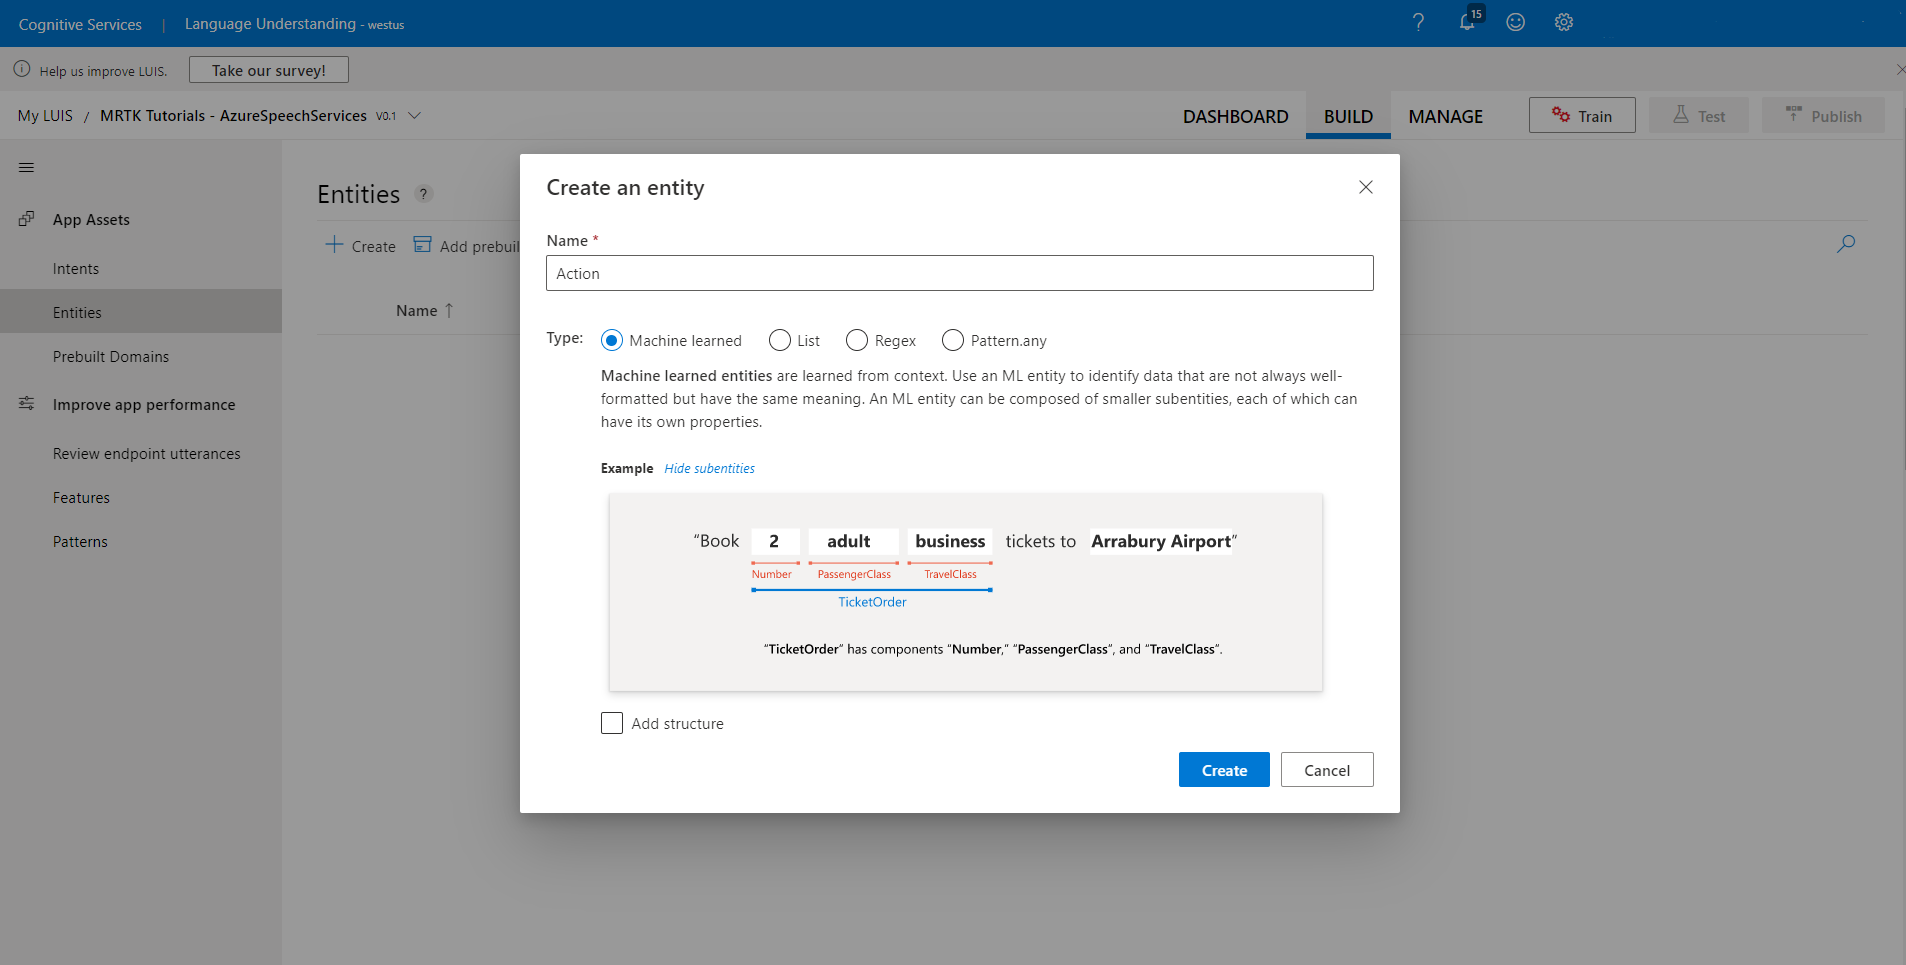 Cognitive Services | Language Understanding - westus
? 15
Help us improve LUIS. Take our survey!
My LUIS / MRTK Tutorials - AzureSpeechServices V0.1
DASHBOARD BUILD MANAGE Train Test Publish
App Assets
Intents
Entities
Prebuilt Domains
Improve app performance
Review endpoint utterances
Features
Patterns
Entities ?
Create Add prebuil
Name ↑
Create an entity
Name *
Action
Type: Machine learned List Regex Pattern.any
Machine learned entities are learned from context. Use an ML entity to identify data that are not always well-
formatted but have the same meaning. An ML entity can be composed of smaller subentities, each of which can
have its own properties.
Example Hide subentities
“Book 2 adult business tickets to Arrabury Airport”
Number PassengerClass TravelClass
TicketOrder
“TicketOrder” has components “Number,” “PassengerClass”, and “TravelClass”.
Add structure
Create Cancel